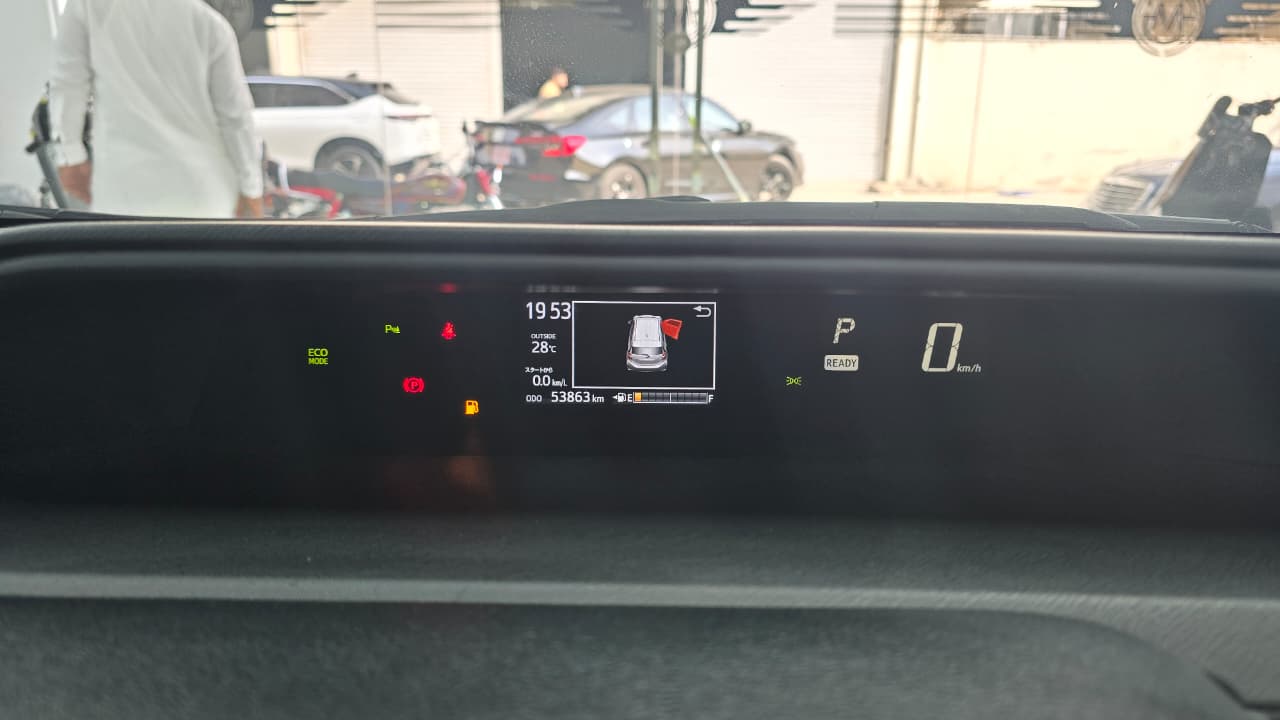 19 53
OUTSIDE
28℃
スタートから
0.0 km/L
ODO 53863 km
E F
ECO
MODE
P
P
P
READY
0 km/h